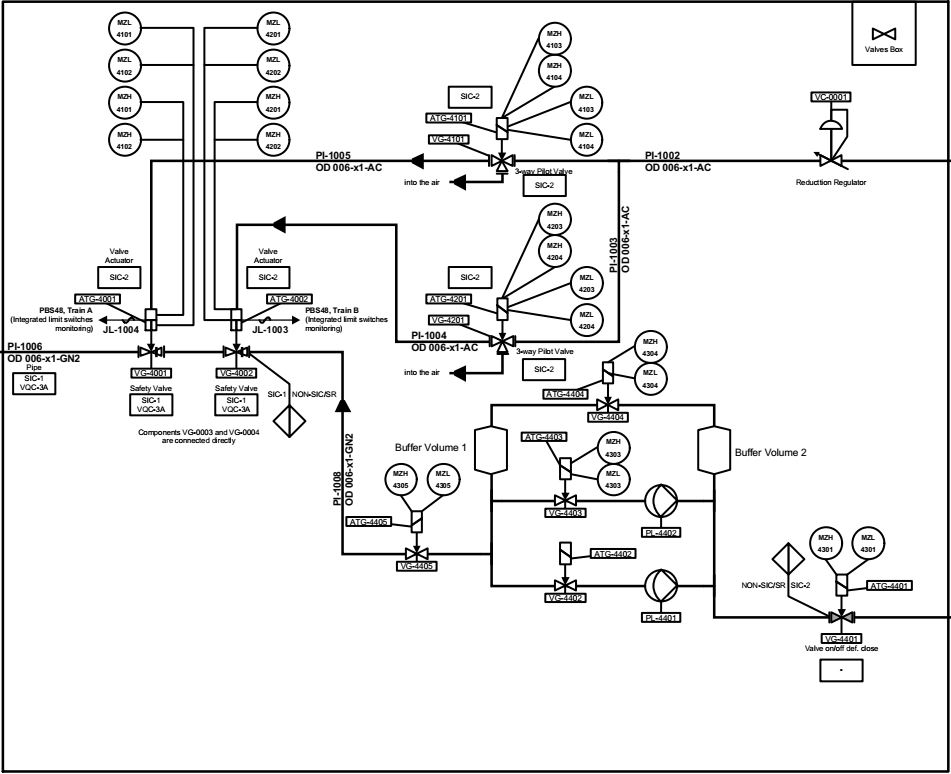 MZL
4101
MZL
4201
MZL
4102
MZL
4202
MZH
4101
MZH
4201
MZH
4102
MZH
4202
MZH
4103
MZH
4104
SIC-2
MZL
4103
ATG-4101
VG-4101
MZL
4104
Valves Box
VC-0001
PI-1005
OD 006-x1-AC
PI-1002
OD 006-x1-AC
into the air
3-way Pilot Valve
SIC-2
Reducttion Regulator
PI-1003
OD 006-x1-AC
MZH
4203
MZH
4204
SIC-2
MZL
4203
ATG-4201
VG-4201
MZL
4204
PI-1004
OD 006-x1-AC
into the air
3-way Pilot Valve
SIC-2
Valve
Actuator
SIC-2
ATG-4001
Valve
Actuator
SIC-2
ATG-4002
PBS48, Train A
(Integrated limit switches
monitoring)
JL-1004
PBS48, Train B
(Integrated limit switches
monitoring)
JL-1003
PI-1006
OD 006-x1-GN2
Pipe
SIC-1
VQC-3A
VG-4001
Safety Valve
SIC-1
VQC-3A
VG-4002
Safety Valve
SIC-1
VQC-3A
SIC-1
NON-SIC/SR
Components VG-0003 and VG-0004
are connected directly
PI-1008
OD 006-x1-GN2
MZH
4304
MZL
4304
ATG-4404
VG-4404
Buffer Volume 1
Buffer Volume 2
ATG-4403
MZH
4303
MZL
4303
VG-4403
PL-4402
MZH
4305
MZL
4305
ATG-4405
VG-4405
ATG-4402
VG-4402
PL-4401
MZH
4301
MZL
4301
NON-SIC/SR
SIC-2
ATG-4401
VG-4401
Valve on/off def. close
-